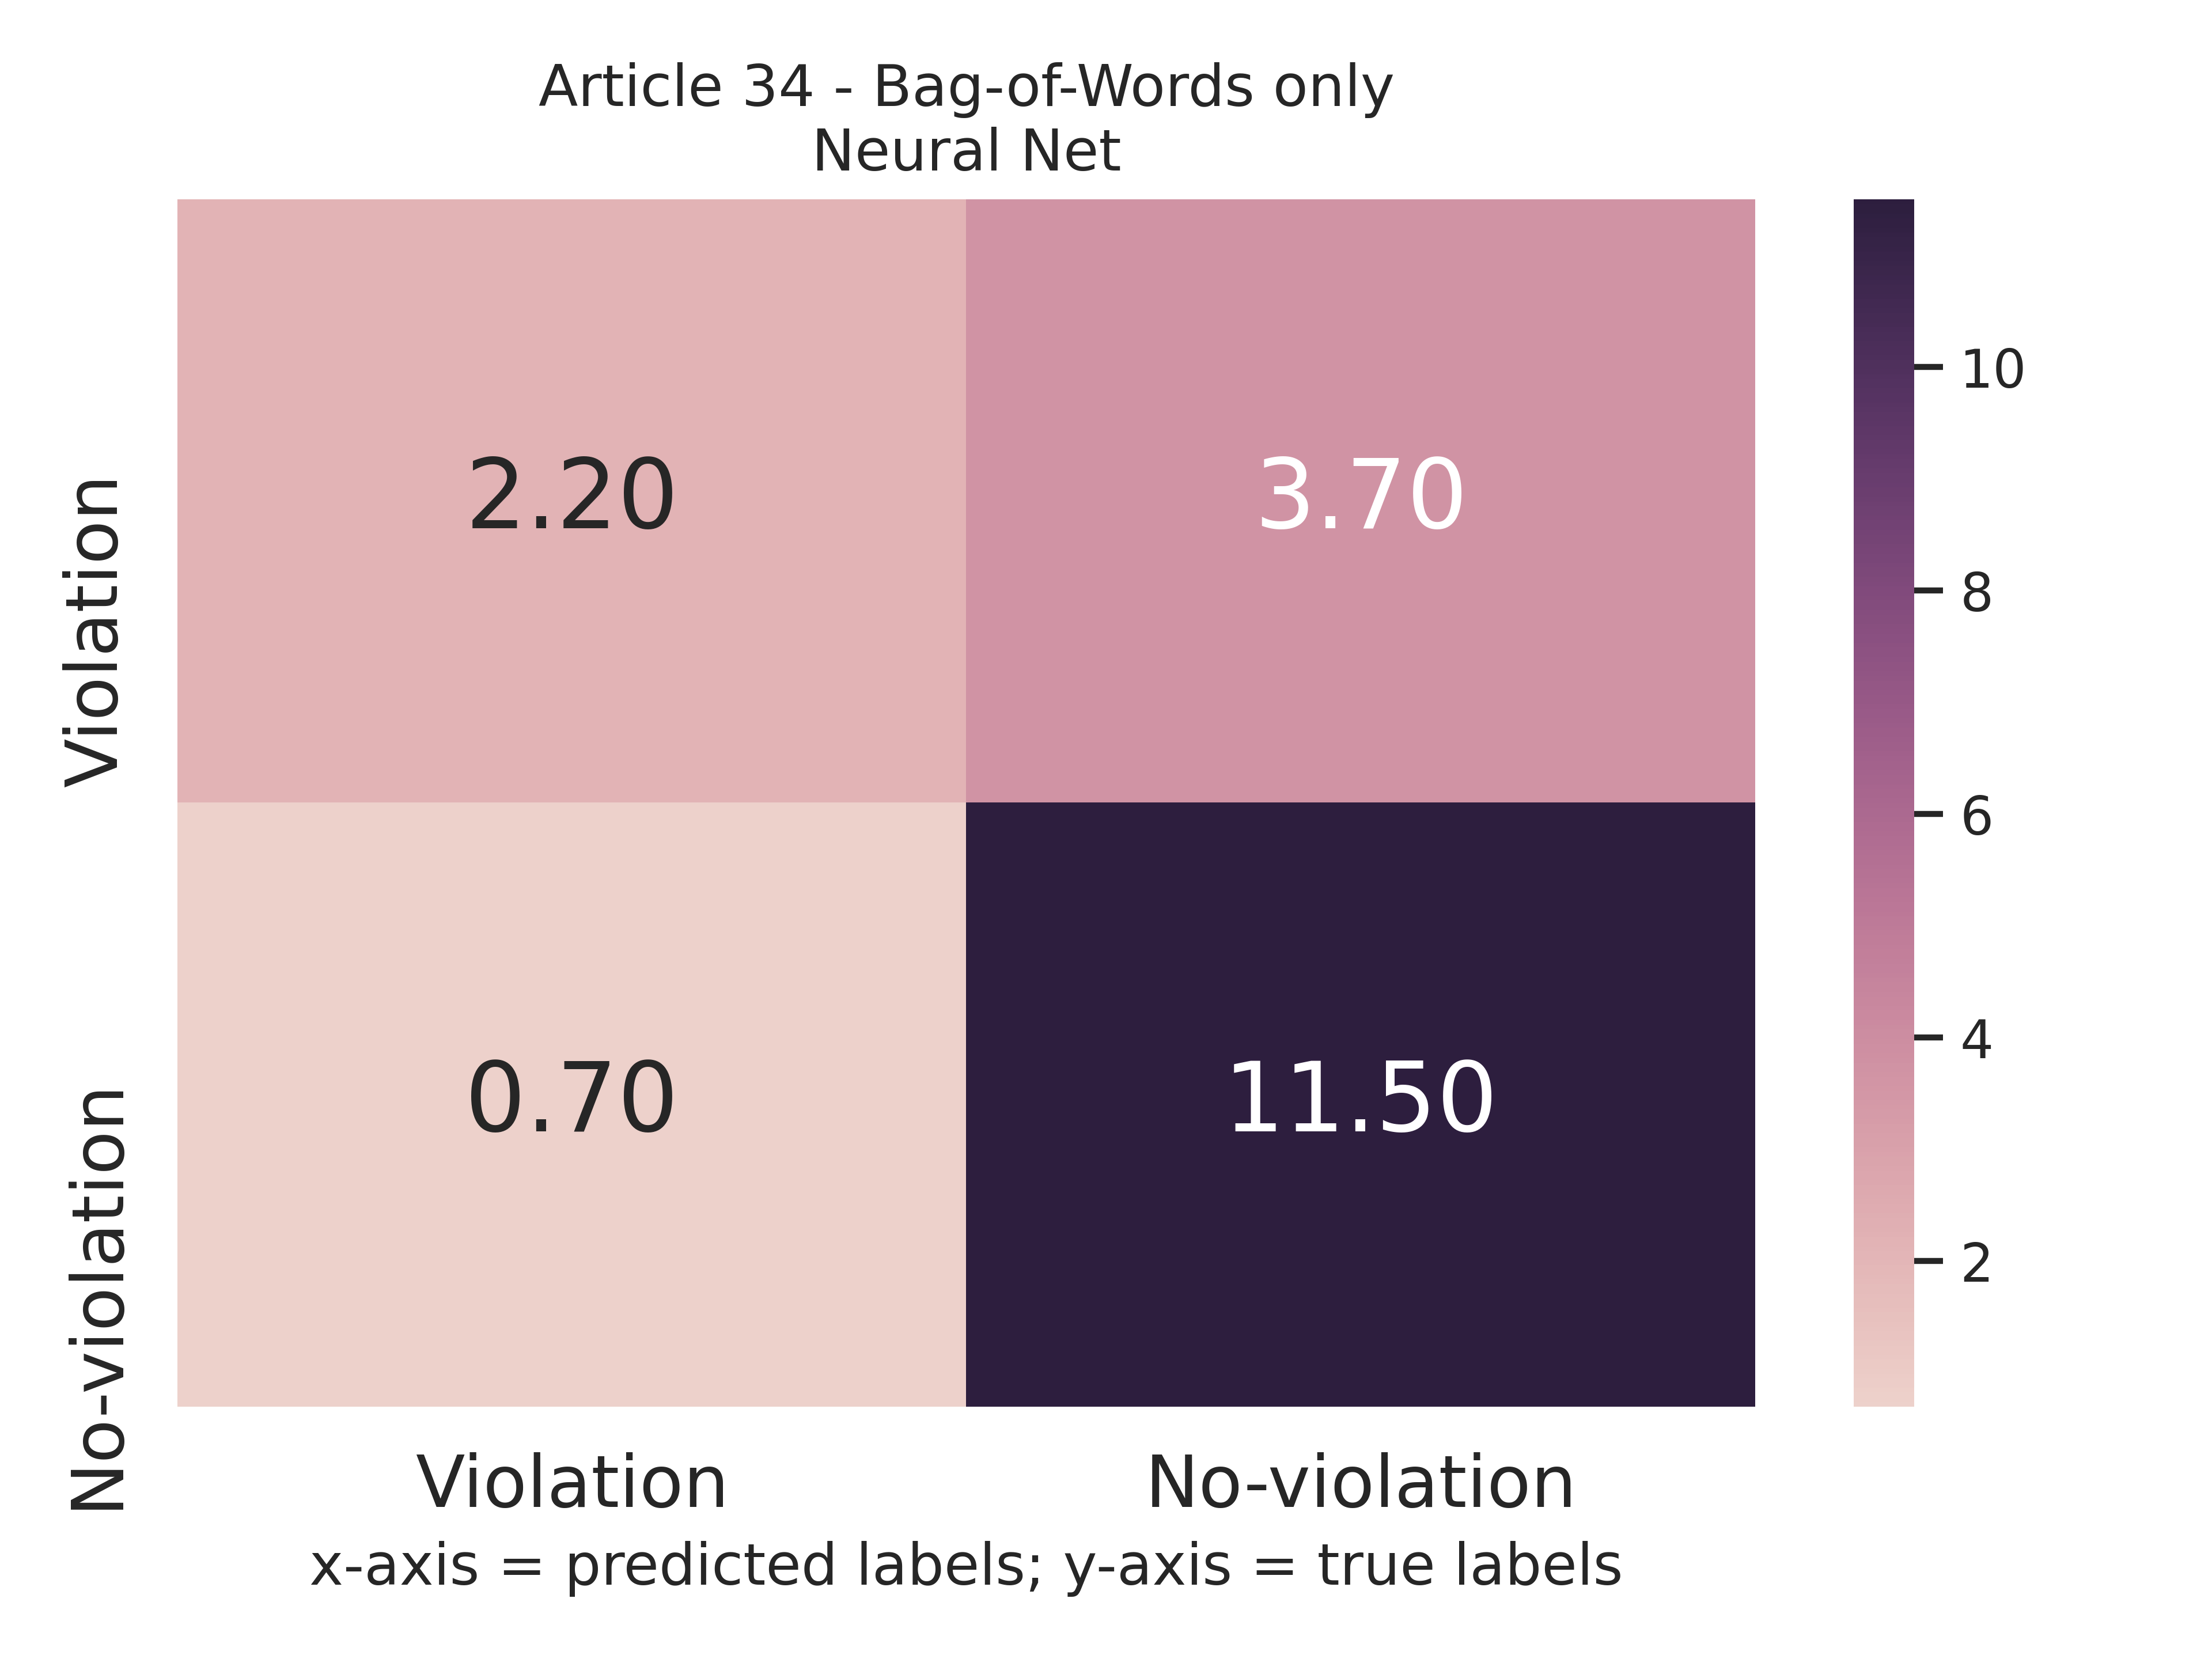 Article 34 - Bag-of-Words only
Neural Net
Violation
2.20
3.70
No-violation
0.70
11.50
Violation
No-violation
x-axis = predicted labels; y-axis = true labels
10
8
6
4
2